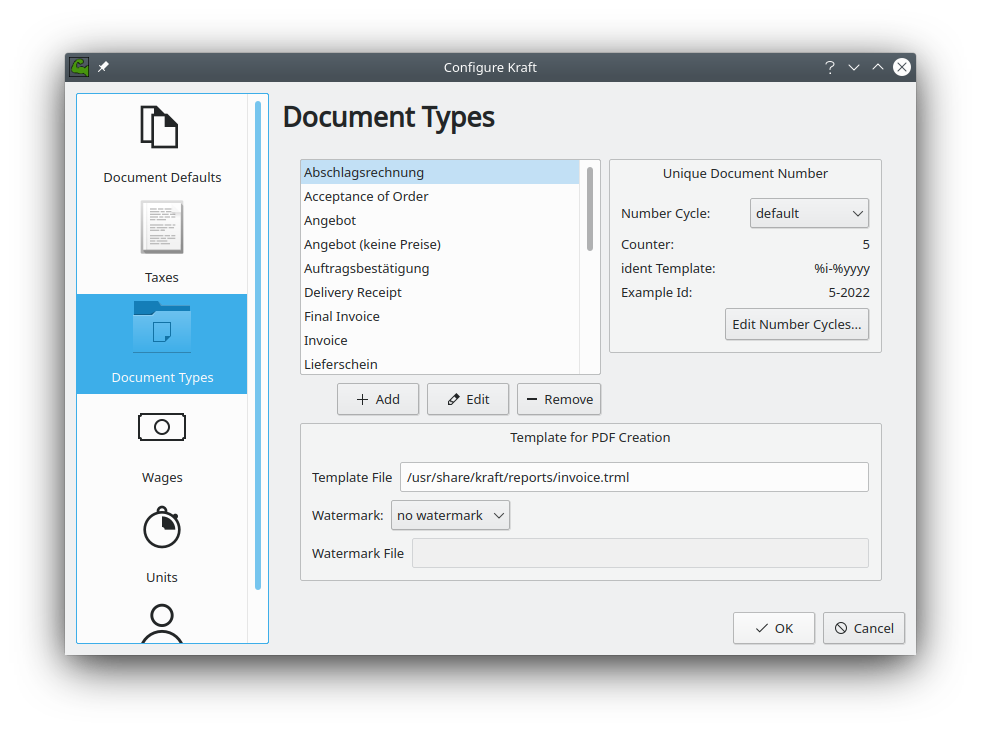 Configure Kraft
Document Defaults
Taxes
Document Types
Wages
Units
Document Types
Abschlagsrechnung
Acceptance of Order
Angebot
Angebot (keine Preise)
Auftragsbestätigung
Delivery Receipt
Final Invoice
Invoice
Lieferschein
Add
Edit
Remove
Unique Document Number
Number Cycle: default
Counter: 5
ident Template: %i-%yyyy
Example Id: 5-2022
Edit Number Cycles...
Template for PDF Creation
Template File /usr/share/kraft/reports/invoice.trml
Watermark: no watermark
Watermark File
OK
Cancel